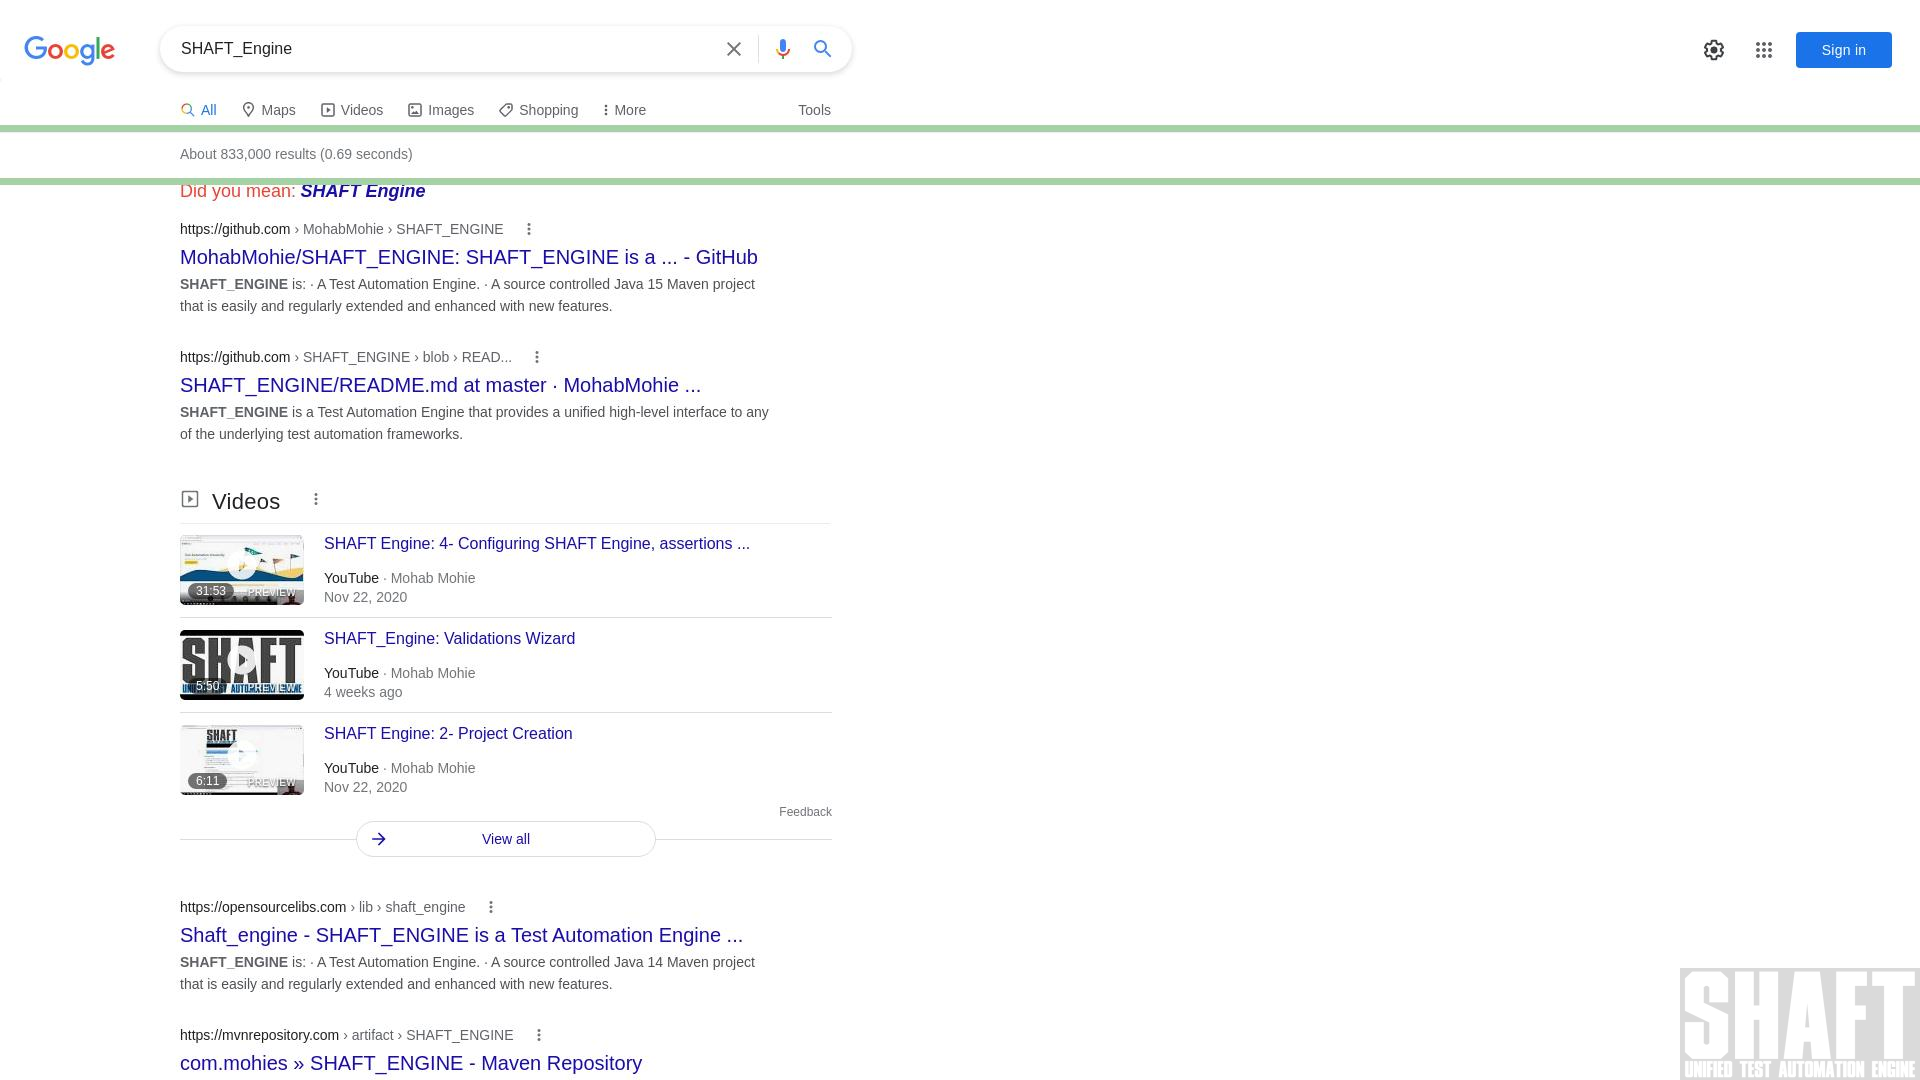 Google
SHAFT_Engine
Sign in
All
Maps
Videos
Images
Shopping
More
Tools
About 833,000 results (0.69 seconds)
Did you mean: SHAFT Engine
https://github.com › MohabMohie › SHAFT_ENGINE
MohabMohie/SHAFT_ENGINE: SHAFT_ENGINE is a ... - GitHub
SHAFT_ENGINE is: · A Test Automation Engine. · A source controlled Java 15 Maven project
that is easily and regularly extended and enhanced with new features.
https://github.com › SHAFT_ENGINE › blob › READ...
SHAFT_ENGINE/README.md at master · MohabMohie ...
SHAFT_ENGINE is a Test Automation Engine that provides a unified high-level interface to any
of the underlying test automation frameworks.
Videos
SHAFT Engine: 4- Configuring SHAFT Engine, assertions ...
31:53
PREVIEW
YouTube · Mohab Mohie
Nov 22, 2020
SHAFT
SHAFT_Engine: Validations Wizard
5:50
PREVIEW
YouTube · Mohab Mohie
4 weeks ago
SHAFT
SHAFT Engine: 2- Project Creation
6:11
PREVIEW
YouTube · Mohab Mohie
Nov 22, 2020
Feedback
View all
https://opensourcelibs.com › lib › shaft_engine
Shaft_engine - SHAFT_ENGINE is a Test Automation Engine ...
SHAFT_ENGINE is: · A Test Automation Engine. · A source controlled Java 14 Maven project
that is easily and regularly extended and enhanced with new features.
https://mvnrepository.com › artifact › SHAFT_ENGINE
com.mohies » SHAFT_ENGINE - Maven Repository
SHAFT
UNIFIED TEST AUTOMATION ENGINE